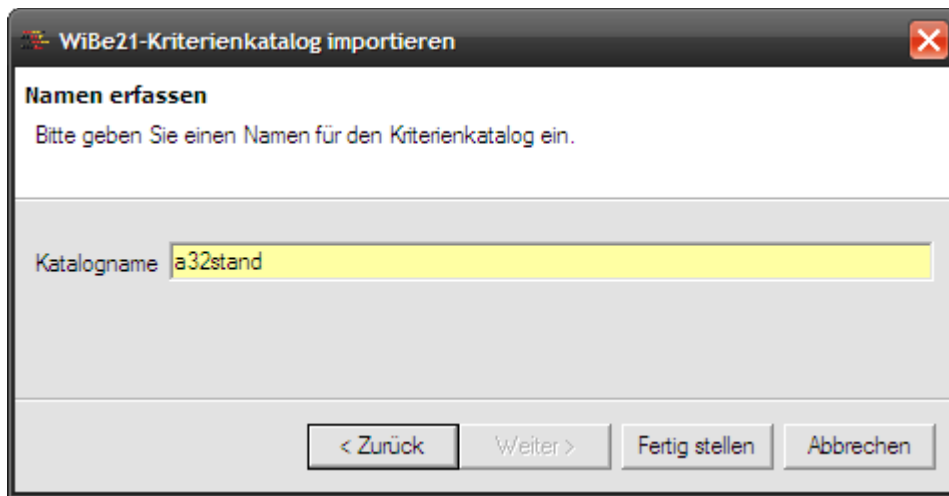 WiBe21-Kriterienkatalog importieren
Namen erfassen
Bitte geben Sie einen Namen für den Kriterienkatalog ein.
Katalogname a32stand
< Zurück Weiter > Fertig stellen Abbrechen